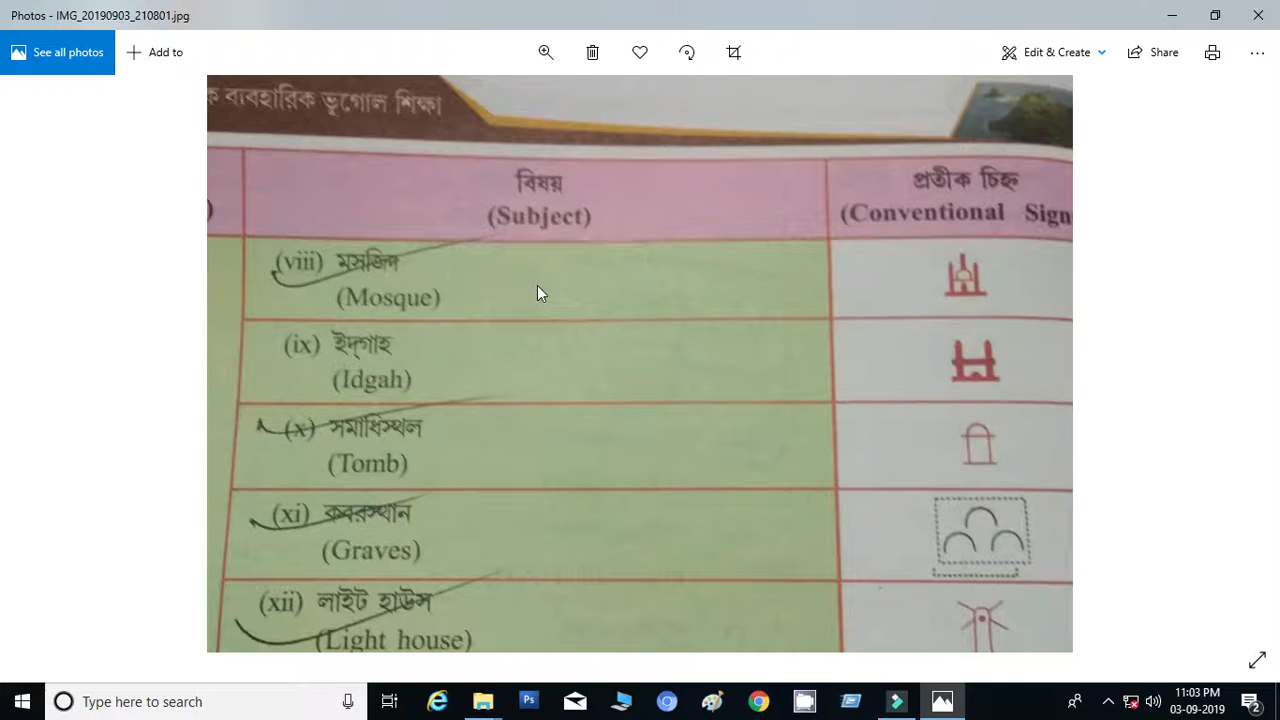 Photos - IMG_20190903_210801.jpg
See all photos
Add to
Edit & Create
Share
ক ব্যবহারিক ভূগোল শিক্ষা
বিষয়
(Subject)
প্রতীক চিহ্ন
(Conventional Sign
)
(viii) মসজিদ
(Mosque)
(ix) ইদ্‌গাহ
(Idgah)
(x) সমাধিস্থল
(Tomb)
(xi) কবরস্থান
(Graves)
(xii) লাইট হাউস
(Light house)
Type here to search
Ps
11:03 PM
03-09-2019
2